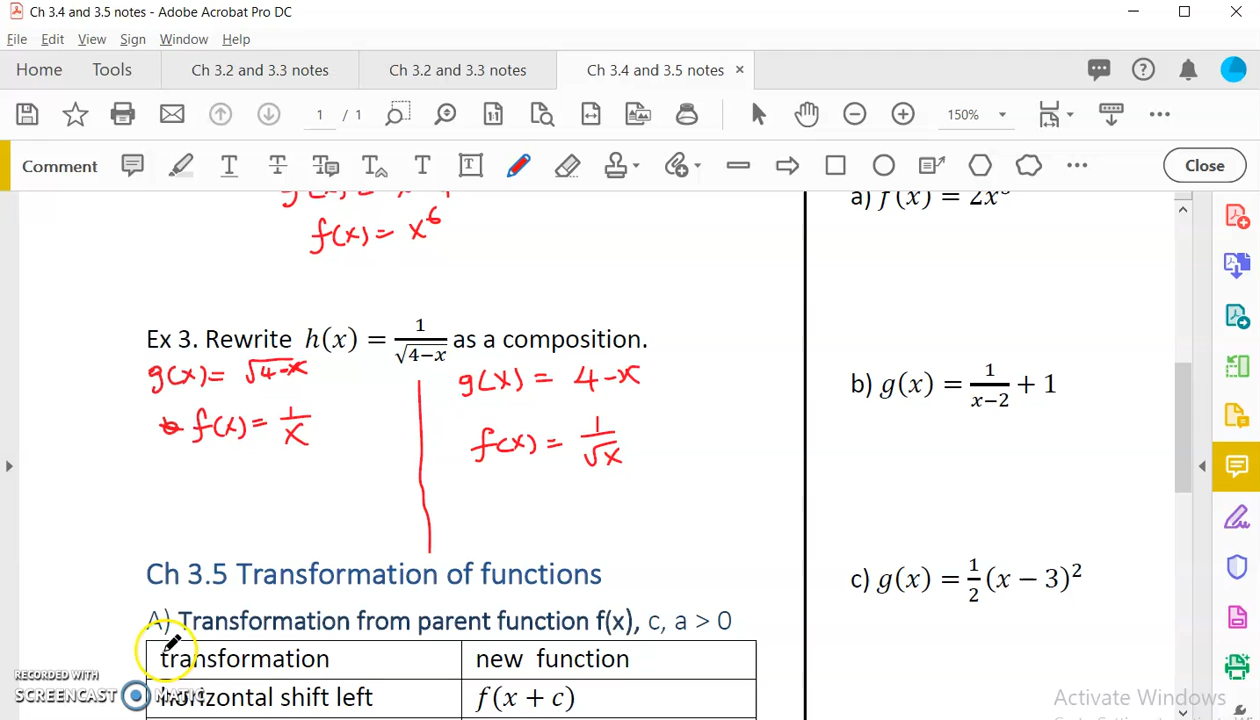 Ch 3.4 and 3.5 notes - Adobe Acrobat Pro DC
File Edit View Sign Window Help
Home Tools Ch 3.2 and 3.3 notes Ch 3.2 and 3.3 notes Ch 3.4 and 3.5 notes ×
1 / 1 150%
Comment Close
f(x) = x^6
Ex 3. Rewrite h(x) = 1/√(4−x) as a composition.
g(x) = √(4−x)
f(x) = 1/x
g(x) = 4−x
f(x) = 1/√x
Ch 3.5 Transformation of functions
A) Transformation from parent function f(x), c, a > 0
transformation new function
horizontal shift left f(x + c)
a) f(x) = 2x
b) g(x) = 1/(x−2) + 1
c) g(x) = 1/2 (x − 3)²
RECORDED WITH
SCREENCAST MATIC
Activate Windows